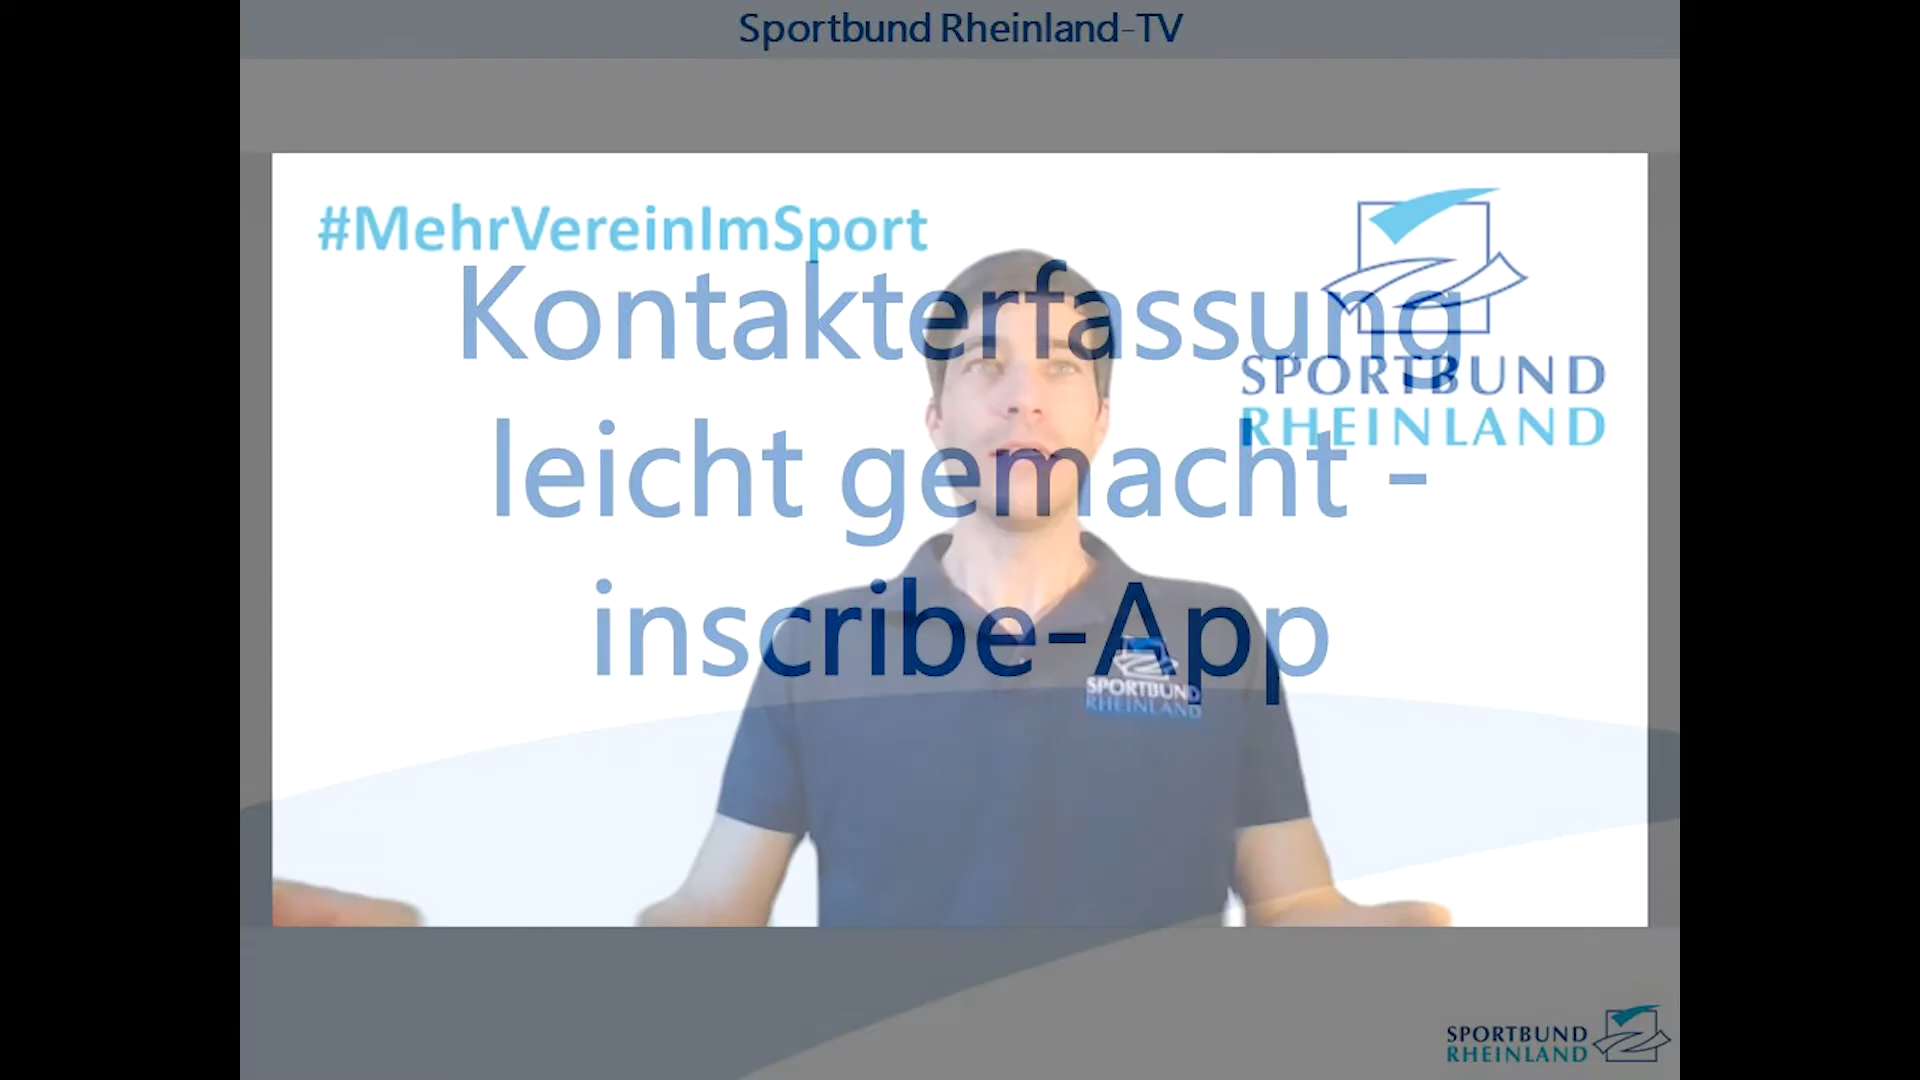 Sportbund Rheinland-TV
#MehrVereinImSport
Kontakterfassung
leicht gemacht -
inscribe-App
SPORTBUND
RHEINLAND
SPORTBUND
RHEINLAND
SPORTBUND
RHEINLAND